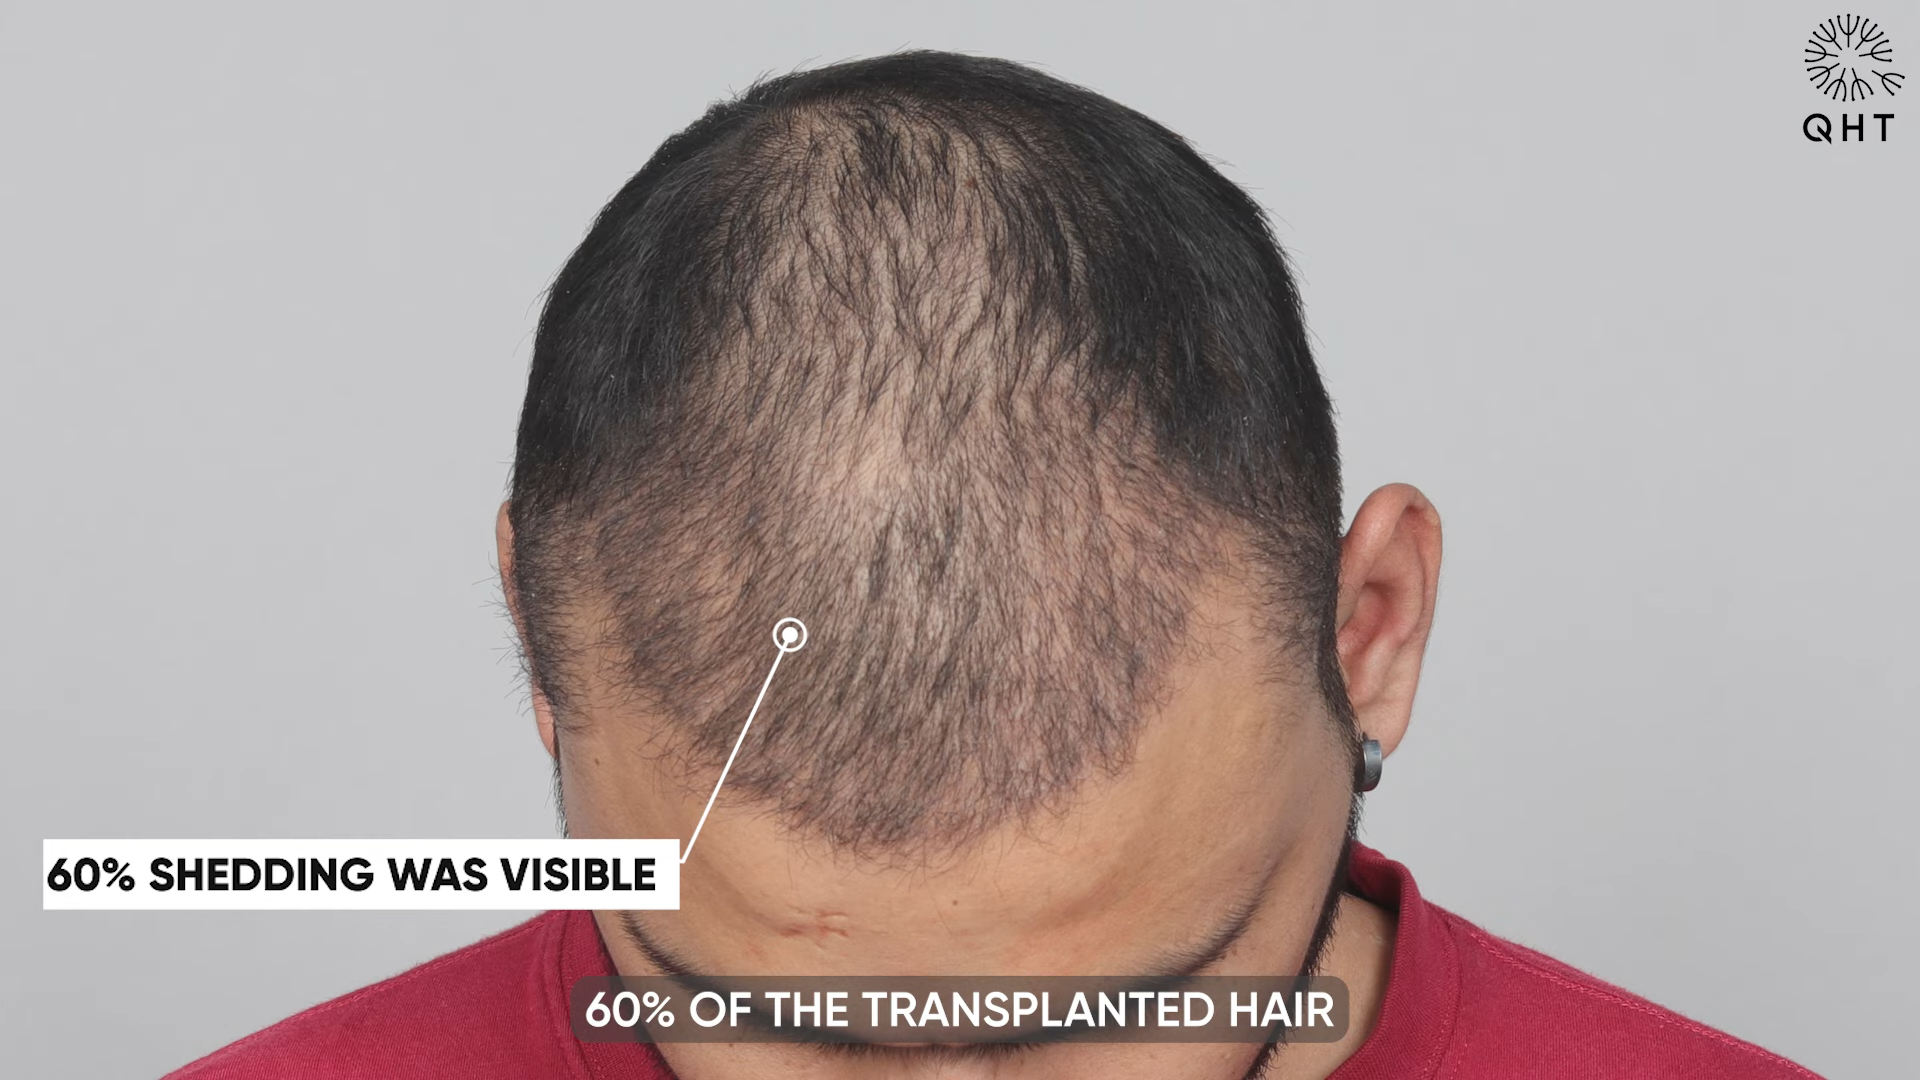 QHT
60% SHEDDING WAS VISIBLE
60% OF THE TRANSPLANTED HAIR